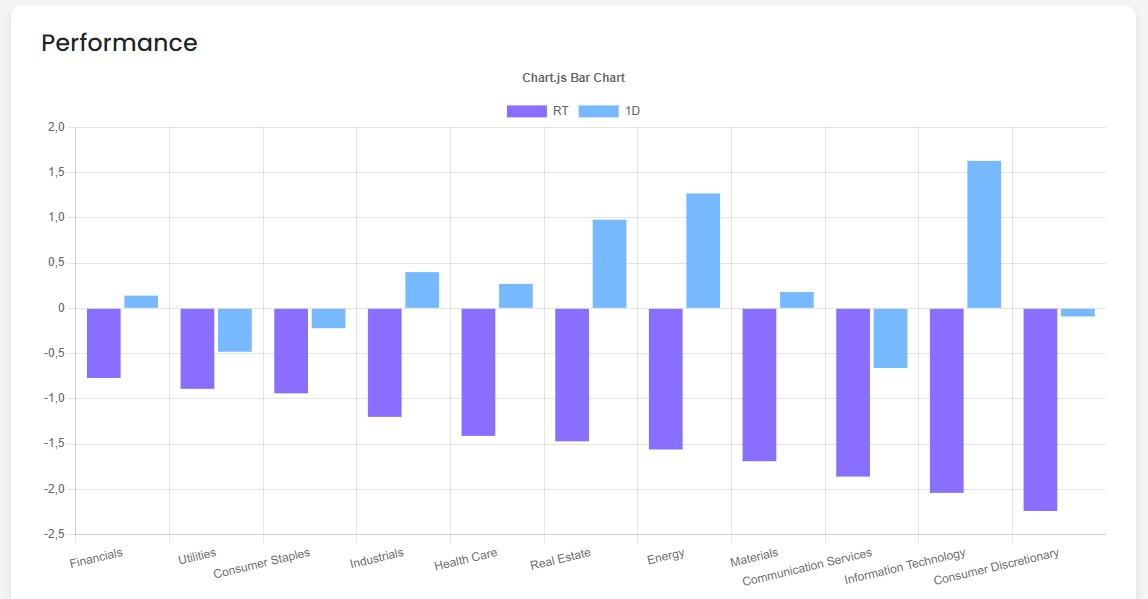 Performance
Chart.js Bar Chart
RT 1D
2,0
1,5
1,0
0,5
0
-0,5
-1,0
-1,5
-2,0
-2,5
Financials
Utilities
Consumer Staples
Industrials
Health Care
Real Estate
Energy
Materials
Communication Services
Information Technology
Consumer Discretionary